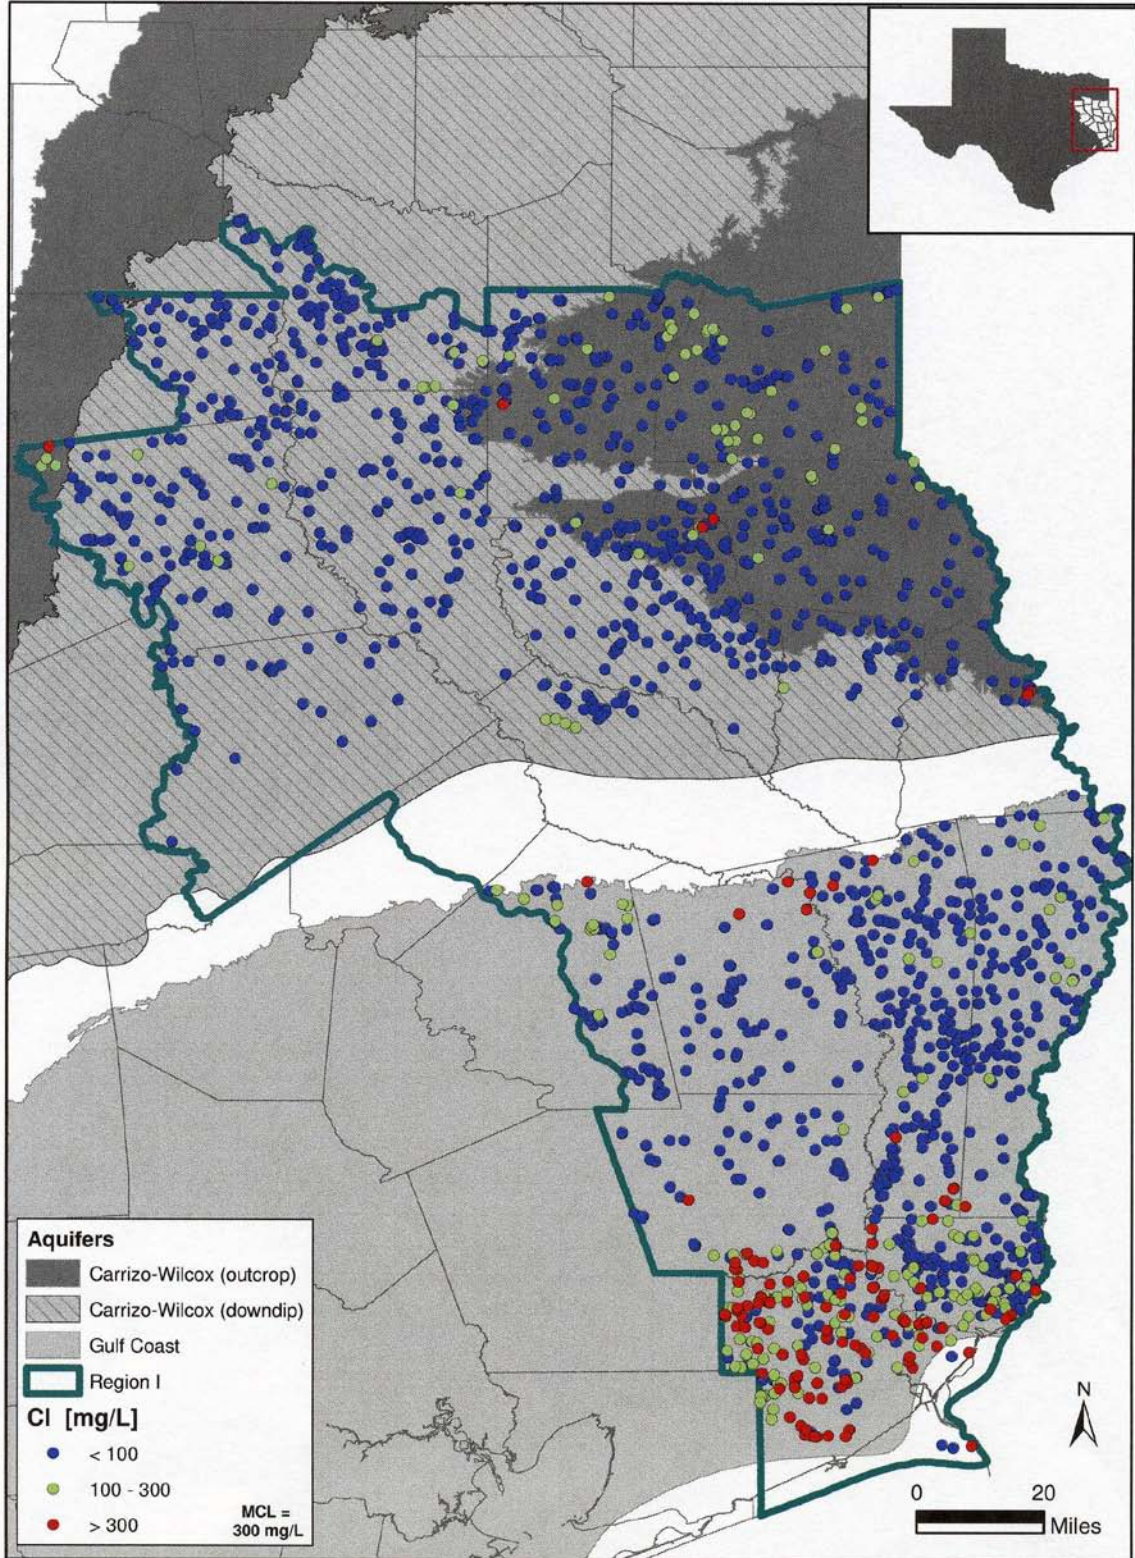 Aquifers
Carrizo-Wilcox (outcrop)
Carrizo-Wilcox (downdip)
Gulf Coast
Region I
Cl [mg/L]
< 100
100 - 300
> 300
MCL =
300 mg/L
N
0 20
Miles